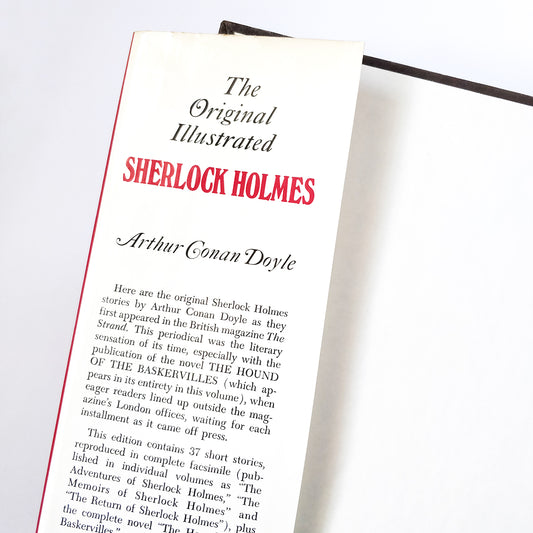 The
Original
Illustrated
SHERLOCK HOLMES
Arthur Conan Doyle
Here are the original Sherlock Holmes
stories by Arthur Conan Doyle as they
first appeared in the British magazine The
Strand. This periodical was the literary
sensation of its time, especially with the
publication of the novel THE HOUND
OF THE BASKERVILLES (which ap-
pears in its entirety in this volume), when
eager readers lined up outside the mag-
azine's London offices, waiting for each
installment as it came off press.
This edition contains 37 short stories,
reproduced in complete facsimile (pub-
lished in individual volumes as "The
Adventures of Sherlock Holmes," "The
Memoirs of Sherlock Holmes" and
"The Return of Sherlock Holmes"), plus
the complete novel "The Hound of
Baskervilles."